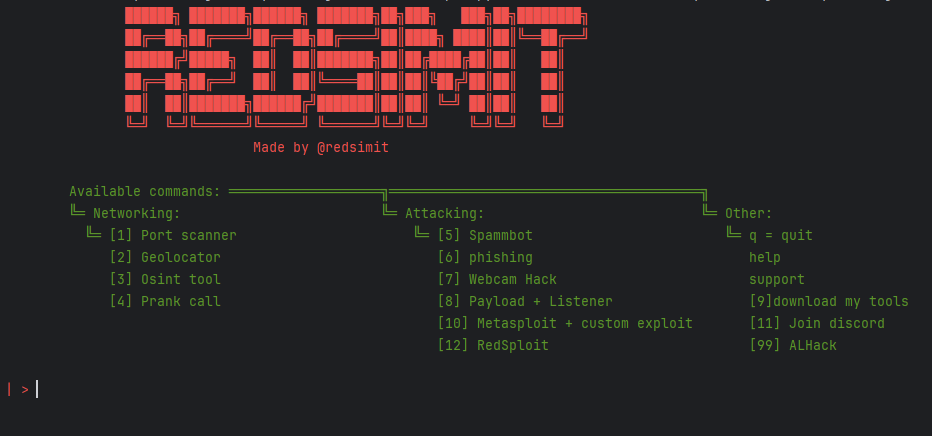 REDSIMIT
Made by @redsimit
Available commands:
Networking: Attacking: Other:
[1] Port scanner [5] Spammbot q = quit
[2] Geolocator [6] phishing help
[3] Osint tool [7] Webcam Hack support
[4] Prank call [8] Payload + Listener [9]download my tools
[10] Metasploit + custom exploit [11] Join discord
[12] RedSploit [99] ALHack
| >